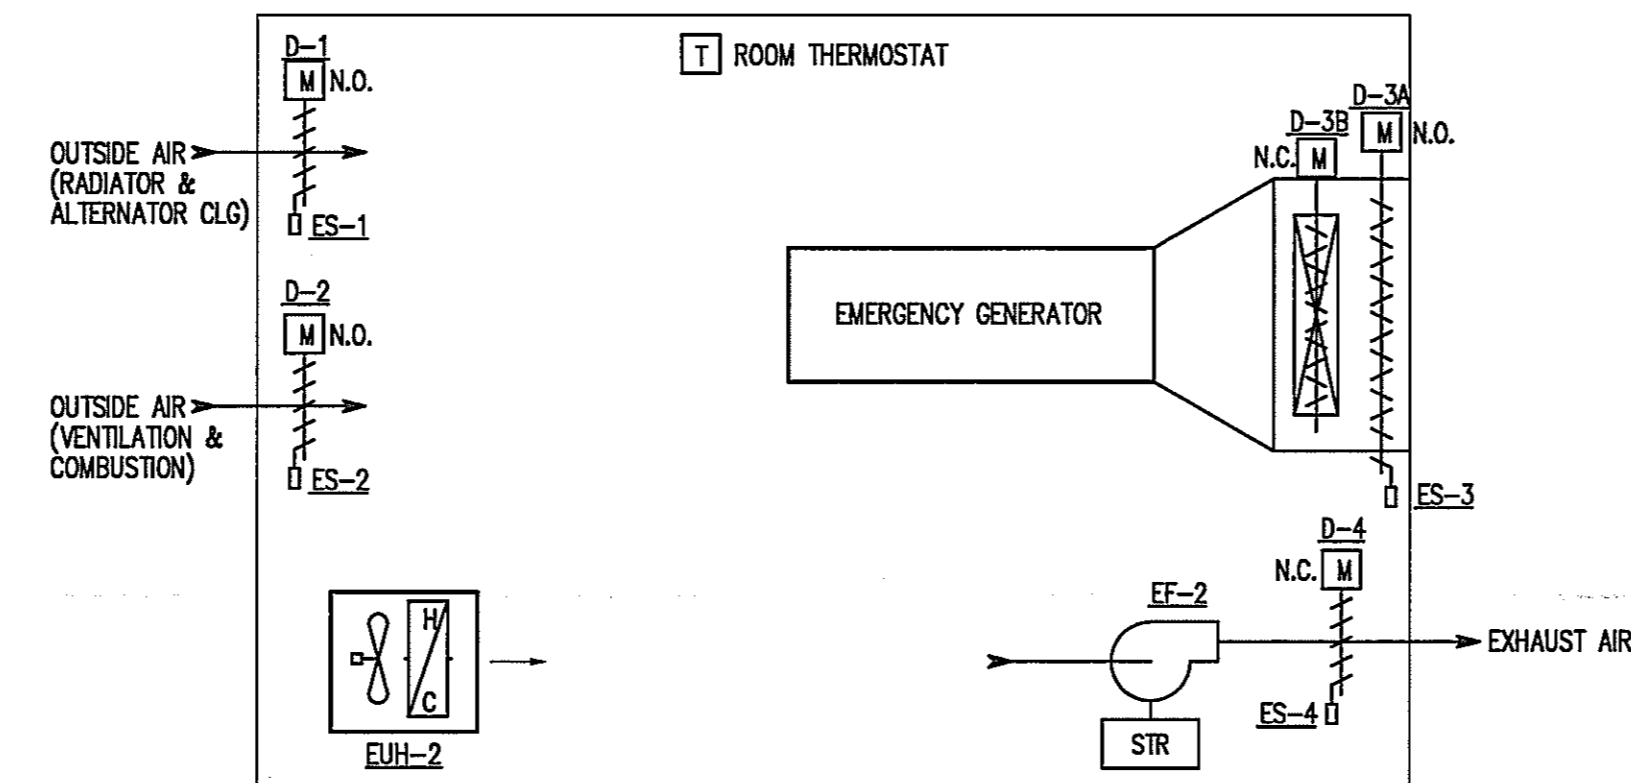 D-1
M N.O.
T ROOM THERMOSTAT
D-3A
M N.O.
D-3B
N.C. M
OUTSIDE AIR
(RADIATOR &
ALTERNATOR CLG)
ES-1
D-2
M N.O.
EMERGENCY GENERATOR
OUTSIDE AIR
(VENTILATION &
COMBUSTION)
ES-2
ES-3
D-4
N.C. M
EF-2
H
C
EUH-2
EXHAUST AIR
ES-4
STR